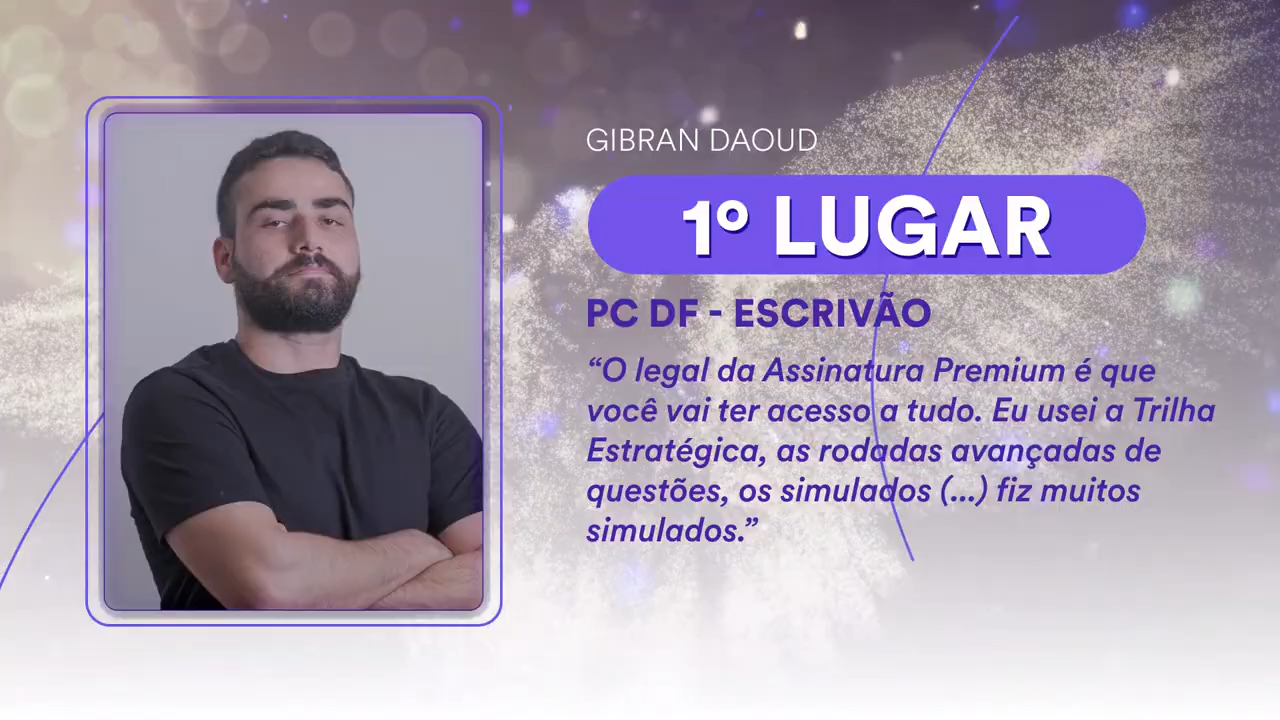 GIBRAN DAOUD
1º LUGAR
PC DF - ESCRIVÃO
“O legal da Assinatura Premium é que
você vai ter acesso a tudo. Eu usei a Trilha
Estratégica, as rodadas avançadas de
questões, os simulados (...) fiz muitos
simulados.”